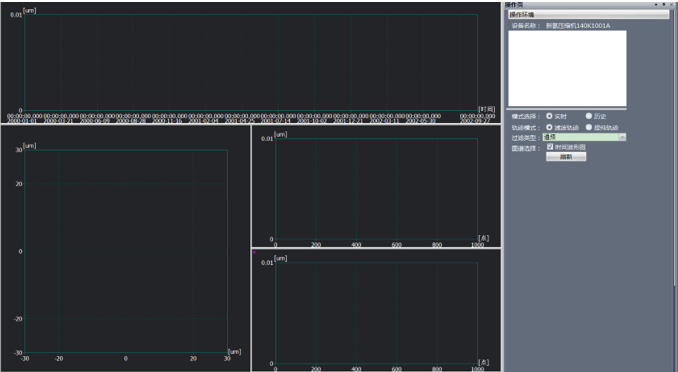 [um]
0.01
0
[时间]
00:00:00.000 00:00:00.000 00:00:00.000 00:00:00.000 00:00:00.000 00:00:00.000 00:00:00.000 00:00:00.000 00:00:00.000 00:00:00.000 00:00:00.000 00:00:00.000
2000-01-01 2000-03-21 2000-06-09 2000-08-28 2000-11-16 2001-02-04 2001-04-25 2001-07-14 2001-10-02 2001-12-21 2002-03-11 2002-05-30 2002-09-27
[um]
30
20
0
-20
-30
-30 -20 0 20 30
[um]
[um]
0.01
0
0 200 400 600 800 1000
[点]
[um]
0.01
0
0 200 400 600 800 1000
[点]
操作类
操作环境
设备名称: 新氢压缩机140K1001A
模式选择: 实时 历史
轨迹模式: 滤波轨迹 提纯轨迹
过滤类型: 通频
图谱选择: 时间波形图
刷新